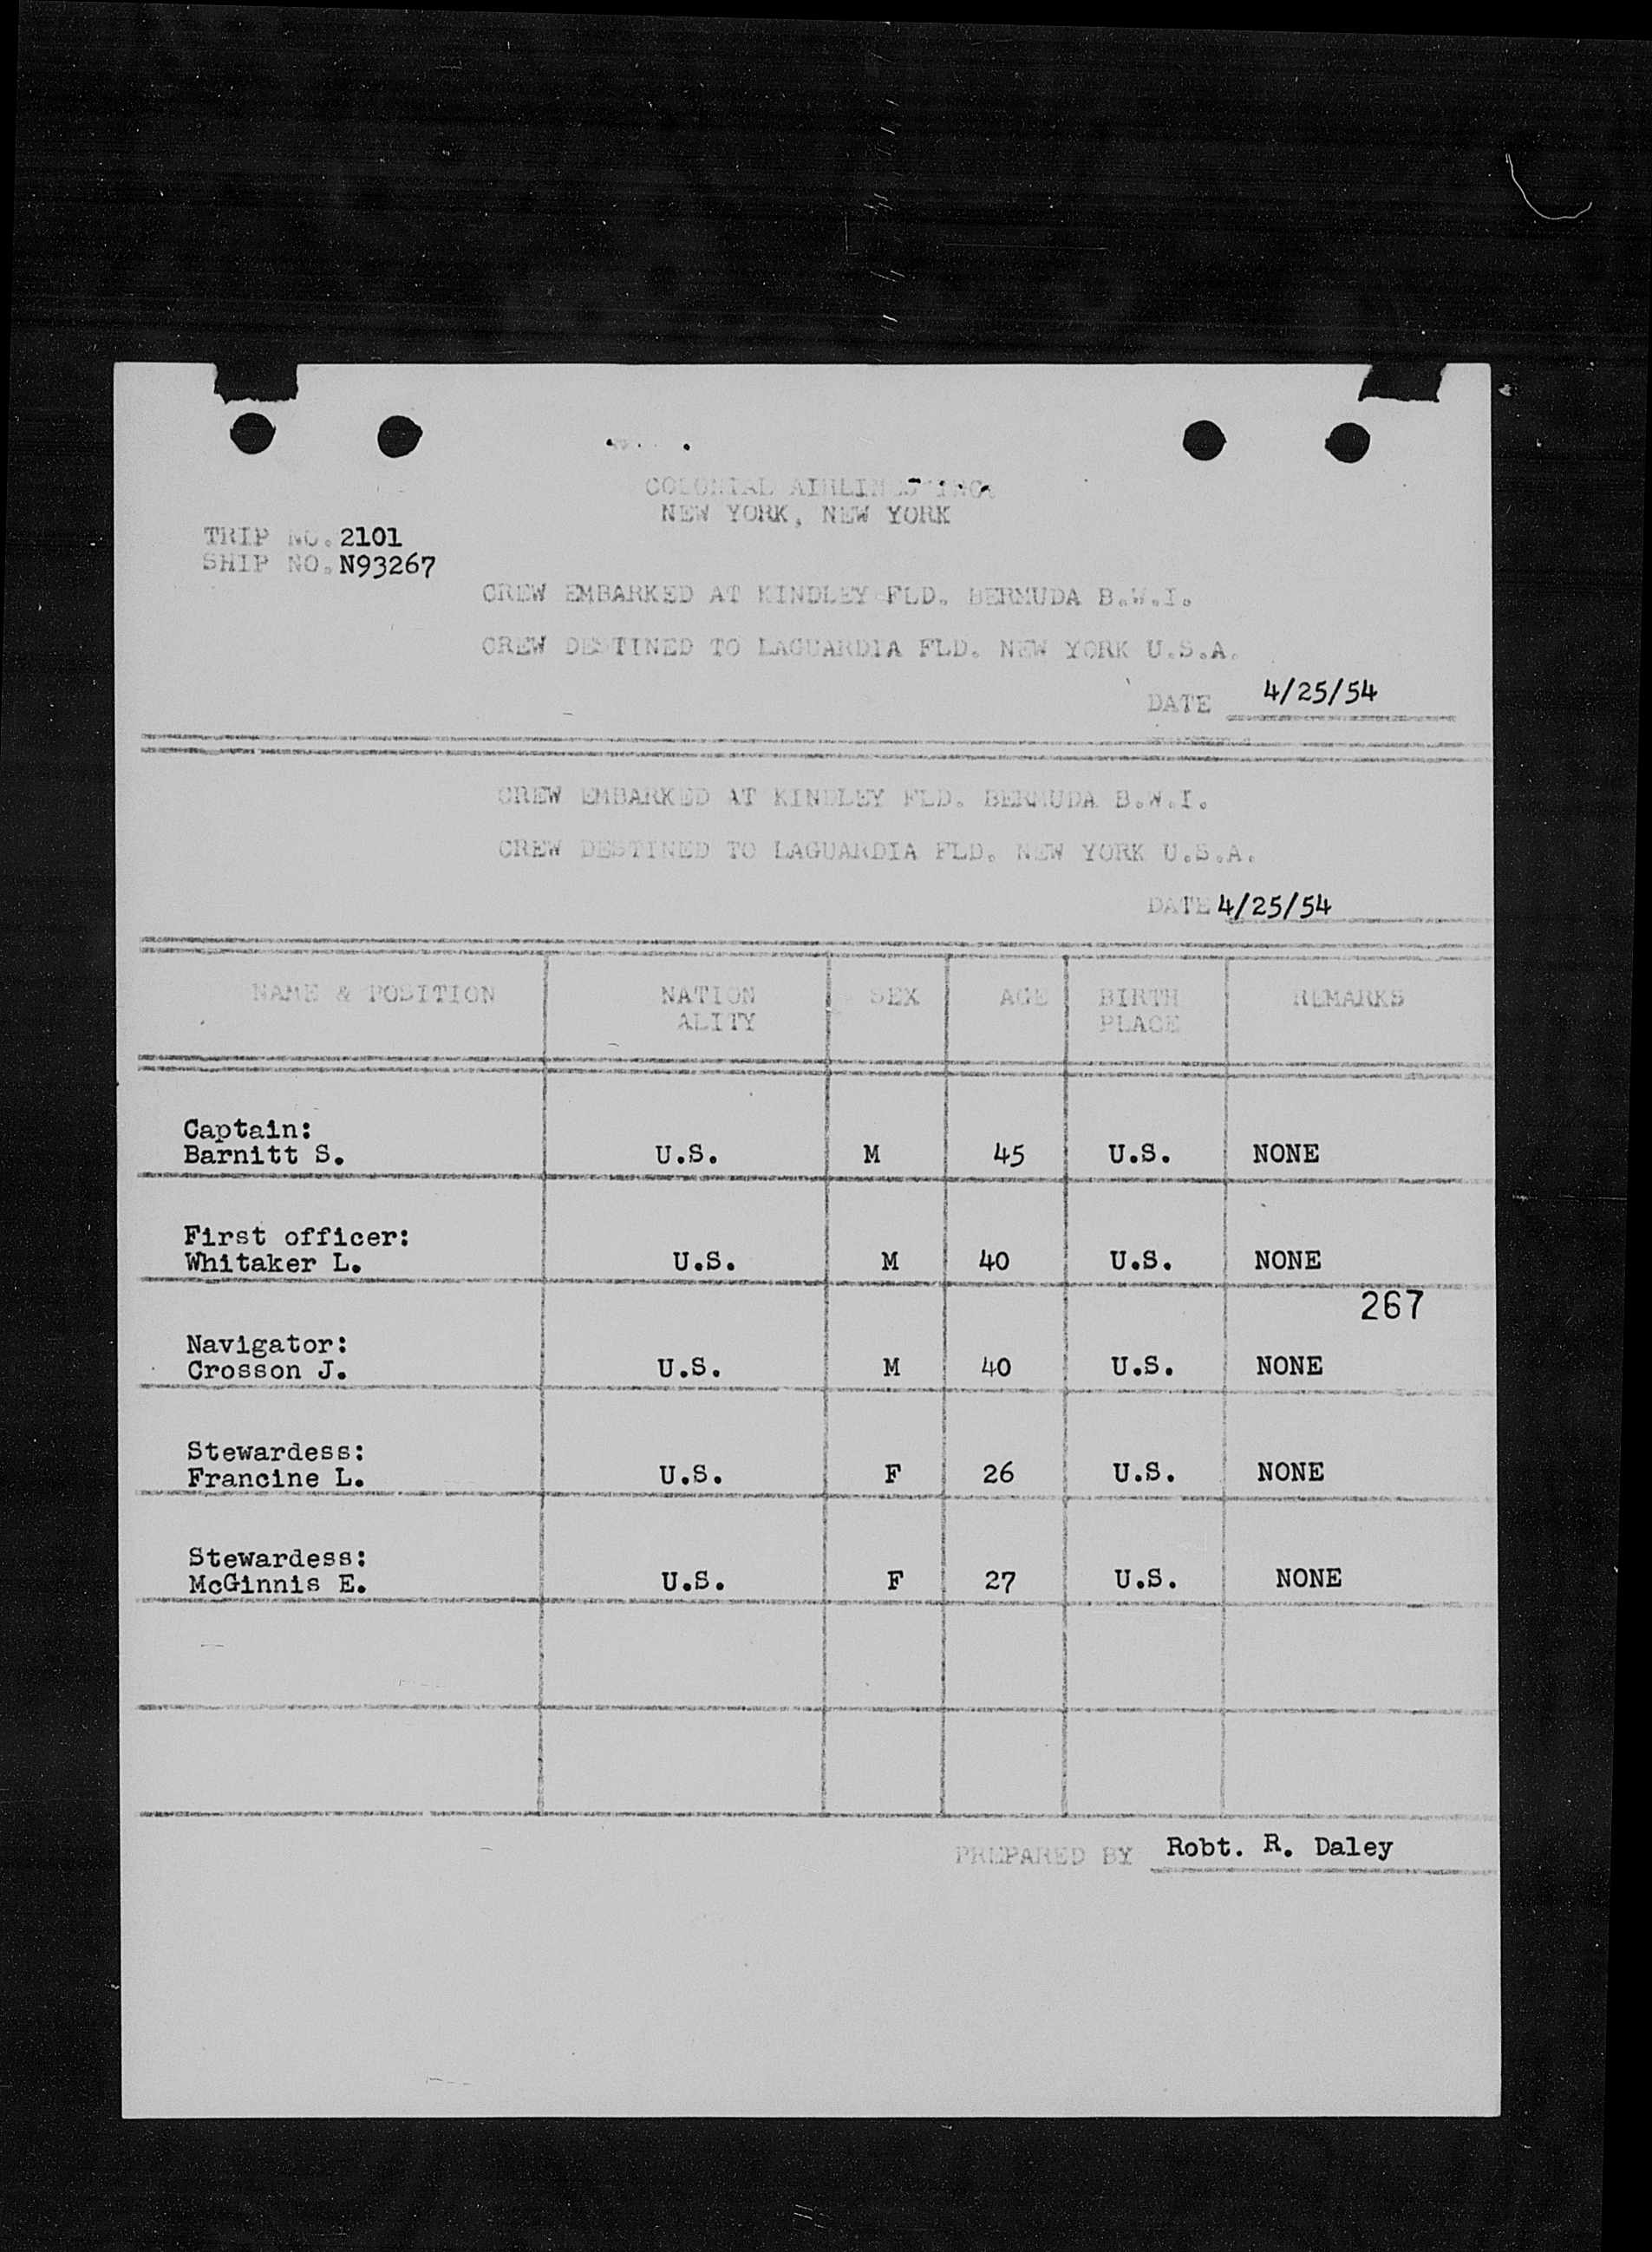 COLONIAL AIRLINES INC.
NEW YORK, NEW YORK
TRIP NO. 2101
SHIP NO. N93267
CREW EMBARKED AT KINDLEY FLD. BERMUDA B.W.I.
CREW DESTINED TO LAGUARDIA FLD. NEW YORK U.S.A.
DATE 4/25/54
CREW EMBARKED AT KINDLEY FLD. BERMUDA B.W.I.
CREW DESTINED TO LAGUARDIA FLD. NEW YORK U.S.A.
DATE 4/25/54
NAME & POSITION NATION SEX AGE BIRTH REMARKS
ALITY PLACE
Captain:
Barnitt S. U.S. M 45 U.S. NONE
First officer:
Whitaker L. U.S. M 40 U.S. NONE
267
Navigator:
Crosson J. U.S. M 40 U.S. NONE
Stewardess:
Francine L. U.S. F 26 U.S. NONE
Stewardess:
McGinnis E. U.S. F 27 U.S. NONE
PREPARED BY Robt. R. Daley